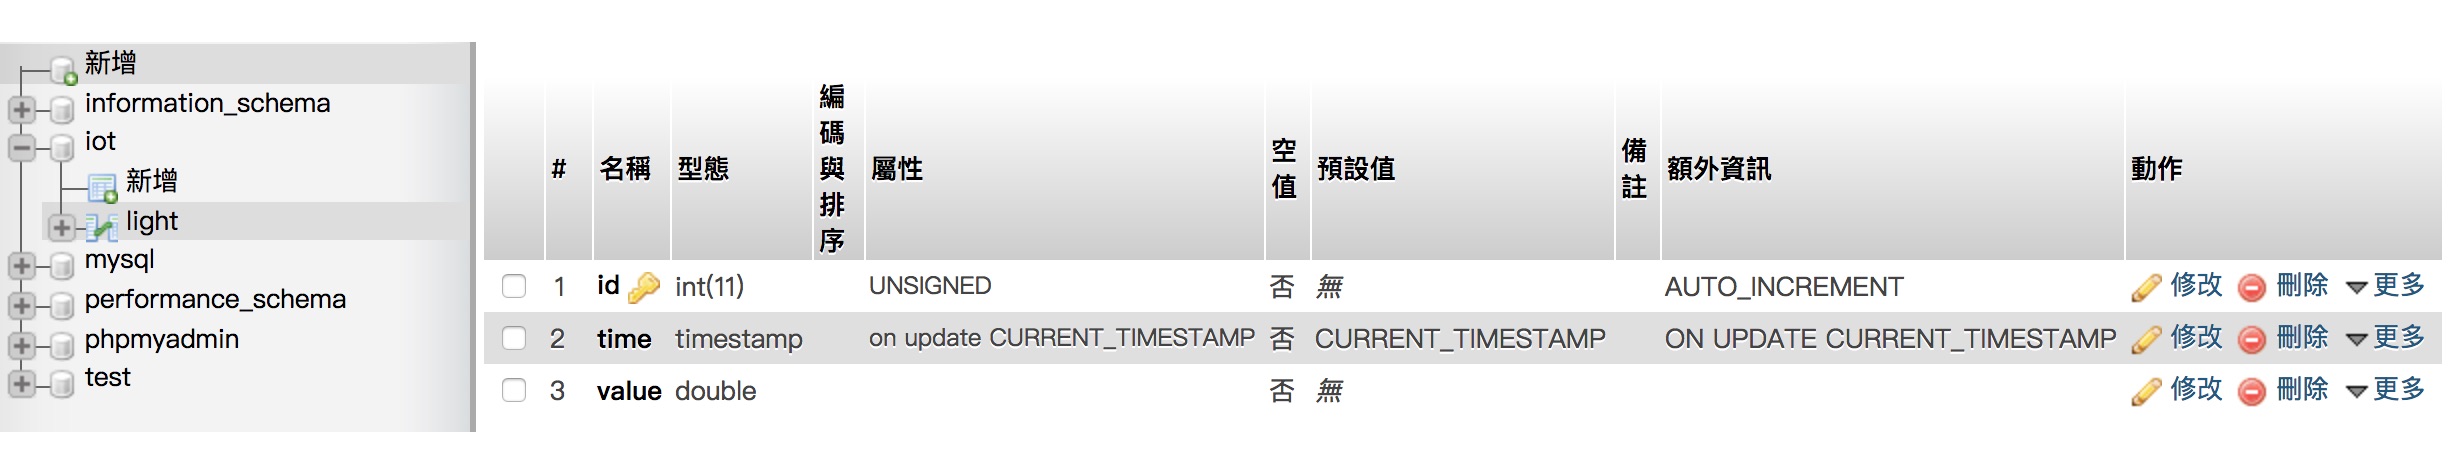 新增
information_schema
iot
新增
light
mysql
performance_schema
phpmyadmin
test
# 名稱 型態 編碼與排序 屬性 空值 預設值 備註 額外資訊 動作
1 id int(11) UNSIGNED 否 無 AUTO_INCREMENT 修改 刪除 更多
2 time timestamp on update CURRENT_TIMESTAMP 否 CURRENT_TIMESTAMP ON UPDATE CURRENT_TIMESTAMP 修改 刪除 更多
3 value double 否 無 修改 刪除 更多